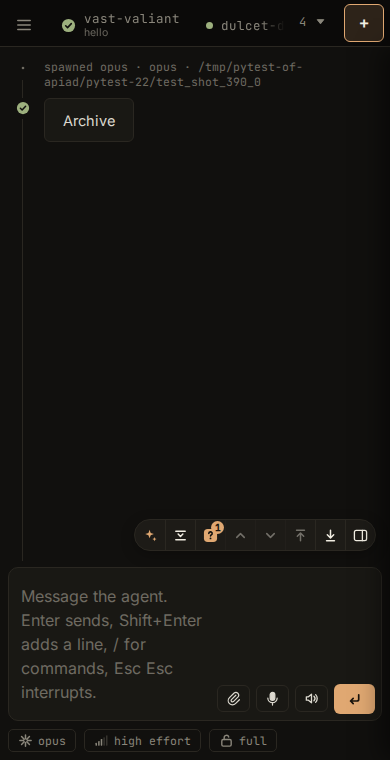 vast-valiant
hello
dulcet-
4
+
spawned opus · opus · /tmp/pytest-of-
apiad/pytest-22/test_shot_390_0
Archive
?
1
Message the agent.
Enter sends, Shift+Enter
adds a line, / for
commands, Esc Esc
interrupts.
opus
high effort
full